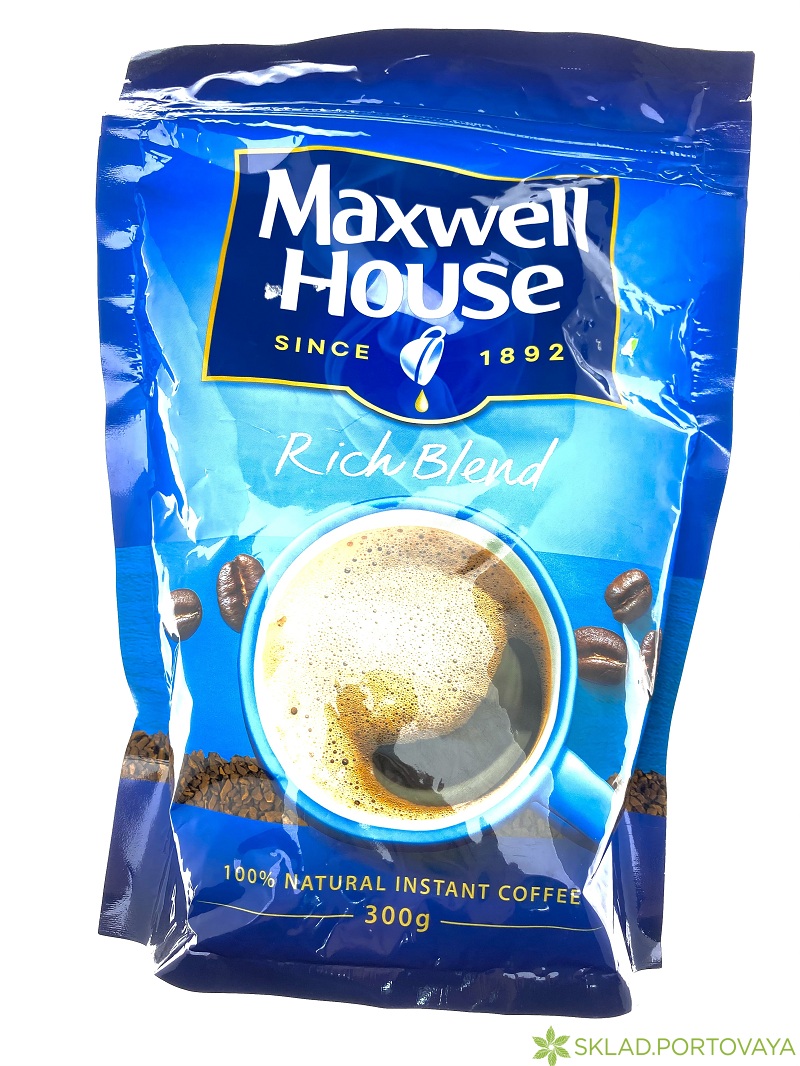 Maxwell
House
SINCE 1892
Rich Blend
100% NATURAL INSTANT COFFEE
300g
SKLAD.PORTOVAYA